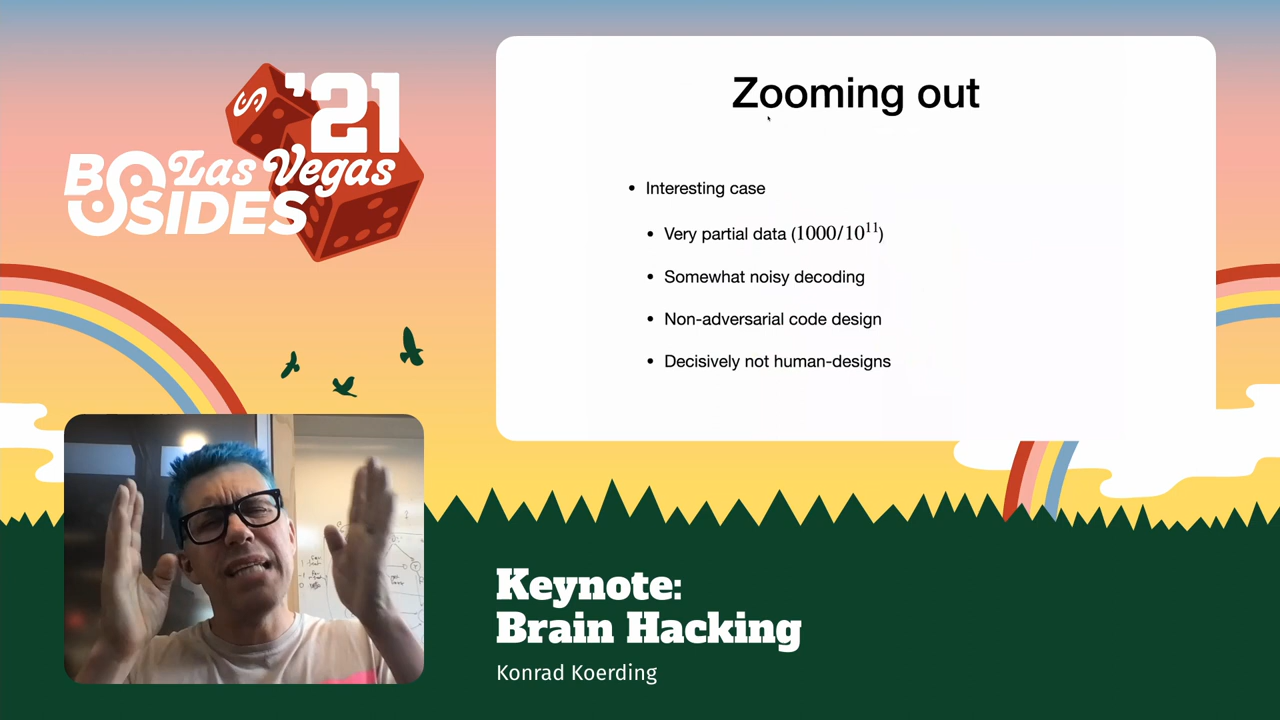 S
'21
BSIDES Las Vegas
Zooming out
• Interesting case
• Very partial data (1000/10¹¹)
• Somewhat noisy decoding
• Non-adversarial code design
• Decisively not human-designs
Keynote:
Brain Hacking
Konrad Koerding